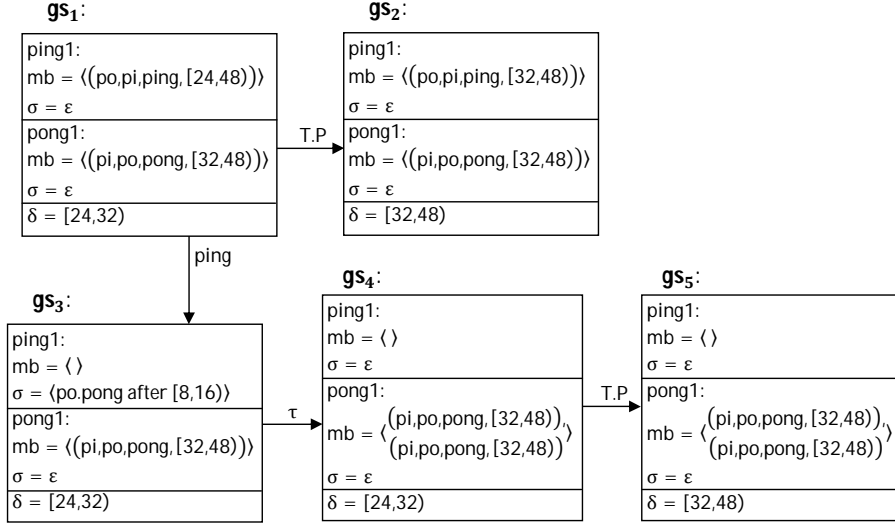 gs₁:
ping1:
mb = ⟨(po,pi,ping, [24,48))⟩
σ = ε
pong1:
mb = ⟨(pi,po,pong, [32,48))⟩
σ = ε
δ = [24,32)
T.P
gs₂:
ping1:
mb = ⟨(po,pi,ping, [32,48))⟩
σ = ε
pong1:
mb = ⟨(pi,po,pong, [32,48))⟩
σ = ε
δ = [32,48)
ping
gs₃:
ping1:
mb = ⟨ ⟩
σ = ⟨po.pong after [8,16)⟩
pong1:
mb = ⟨(pi,po,pong, [32,48))⟩
σ = ε
δ = [24,32)
τ
gs₄:
ping1:
mb = ⟨ ⟩
σ = ε
pong1:
mb = ⟨(pi,po,pong, [32,48)),
(pi,po,pong, [32,48))⟩
σ = ε
δ = [24,32)
T.P
gs₅:
ping1:
mb = ⟨ ⟩
σ = ε
pong1:
mb = ⟨(pi,po,pong, [32,48)),
(pi,po,pong, [32,48))⟩
σ = ε
δ = [32,48)